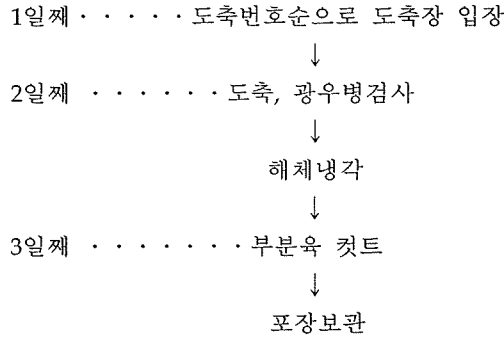 1일째 · · · · · 도축번호순으로 도축장 입장
↓
2일째 · · · · · · 도축, 광우병검사
↓
해체냉각
↓
3일째 · · · · · · · 부분육 컷트
↓
포장보관